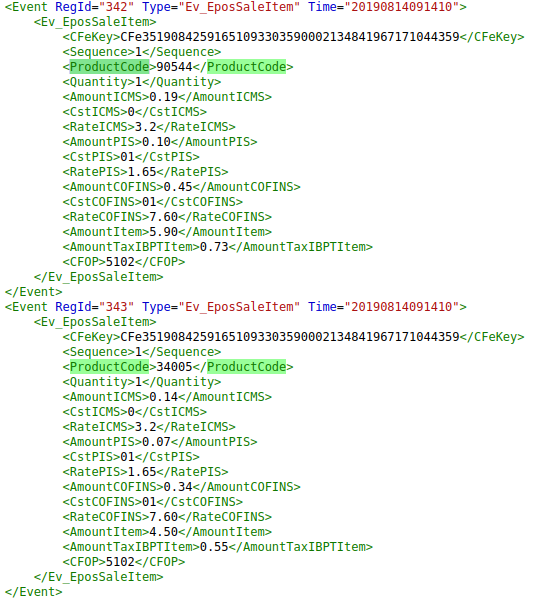 <Event RegId="342" Type="Ev_EposSaleItem" Time="20190814091410">
<Ev_EposSaleItem>
<CFeKey>CFe35190842591651093303590002134841967171044359</CFeKey>
<Sequence>1</Sequence>
<ProductCode>90544</ProductCode>
<Quantity>1</Quantity>
<AmountICMS>0.19</AmountICMS>
<CstICMS>0</CstICMS>
<RateICMS>3.2</RateICMS>
<AmountPIS>0.10</AmountPIS>
<CstPIS>01</CstPIS>
<RatePIS>1.65</RatePIS>
<AmountCOFINS>0.45</AmountCOFINS>
<CstCOFINS>01</CstCOFINS>
<RateCOFINS>7.60</RateCOFINS>
<AmountItem>5.90</AmountItem>
<AmountTaxIBPTItem>0.73</AmountTaxIBPTItem>
<CFOP>5102</CFOP>
</Ev_EposSaleItem>
</Event>
<Event RegId="343" Type="Ev_EposSaleItem" Time="20190814091410">
<Ev_EposSaleItem>
<CFeKey>CFe35190842591651093303590002134841967171044359</CFeKey>
<Sequence>1</Sequence>
<ProductCode>34005</ProductCode>
<Quantity>1</Quantity>
<AmountICMS>0.14</AmountICMS>
<CstICMS>0</CstICMS>
<RateICMS>3.2</RateICMS>
<AmountPIS>0.07</AmountPIS>
<CstPIS>01</CstPIS>
<RatePIS>1.65</RatePIS>
<AmountCOFINS>0.34</AmountCOFINS>
<CstCOFINS>01</CstCOFINS>
<RateCOFINS>7.60</RateCOFINS>
<AmountItem>4.50</AmountItem>
<AmountTaxIBPTItem>0.55</AmountTaxIBPTItem>
<CFOP>5102</CFOP>
</Ev_EposSaleItem>
</Event>